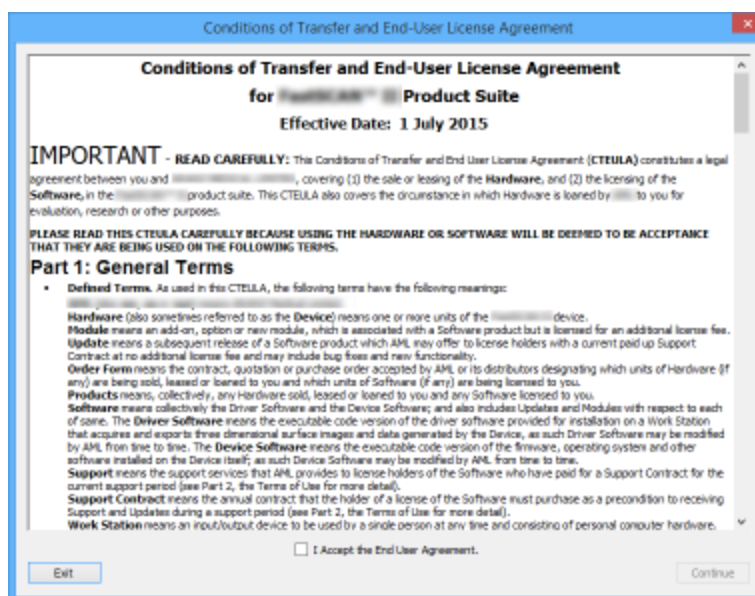 Conditions of Transfer and End-User License Agreement
Conditions of Transfer and End-User License Agreement
for Product Suite
Effective Date: 1 July 2015
IMPORTANT - READ CAREFULLY: This Conditions of Transfer and End User License Agreement (CTEULA) constitutes a legal
agreement between you and , covering (1) the sale or leasing of the Hardware, and (2) the licensing of the
Software, in the product suite. This CTEULA also covers the circumstance in which Hardware is loaned by to you for
evaluation, research or other purposes.
PLEASE READ THIS CTEULA CAREFULLY BECAUSE USING THE HARDWARE OR SOFTWARE WILL BE DEEMED TO BE ACCEPTANCE
THAT THEY ARE BEING USED ON THE FOLLOWING TERMS.
Part 1: General Terms
• Defined Terms. As used in this CTEULA, the following terms have the following meanings:
Hardware (also sometimes referred to as the Device) means one or more units of the device.
Module means an add-on, option or new module, which is associated with a Software product but is licensed for an additional license fee.
Update means a subsequent release of a Software product which AML may offer to license holders with a current paid up Support
Contract at no additional license fee and may include bug fixes and new functionality.
Order Form means the contract, quotation or purchase order accepted by AML or its distributors designating which units of Hardware (if
any) are being sold, leased or loaned to you and which units of Software (if any) are being licensed to you.
Products means, collectively, any Hardware sold, leased or loaned to you and any Software licensed to you.
Software means collectively the Driver Software and the Device Software; and also includes Updates and Modules with respect to each
of same. The Driver Software means the executable code version of the driver software provided for installation on a Work Station
that acquires and exports three dimensional surface images and data generated by the Device, as such Driver Software may be modified
by AML from time to time. The Device Software means the executable code version of the firmware, operating system and other
software installed on the Device itself; as such Device Software may be modified by AML from time to time.
Support means the support services that AML provides to license holders of the Software who have paid for a Support Contract for the
current support period (see Part 2, the Terms of Use for more detail).
Support Contract means the annual contract that the holder of a license of the Software must purchase as a precondition to receiving
Support and Updates during a support period (see Part 2, the Terms of Use for more detail).
Work Station means an input/output device to be used by a single person at any time and consisting of personal computer hardware.
I Accept the End User Agreement.
Exit
Continue